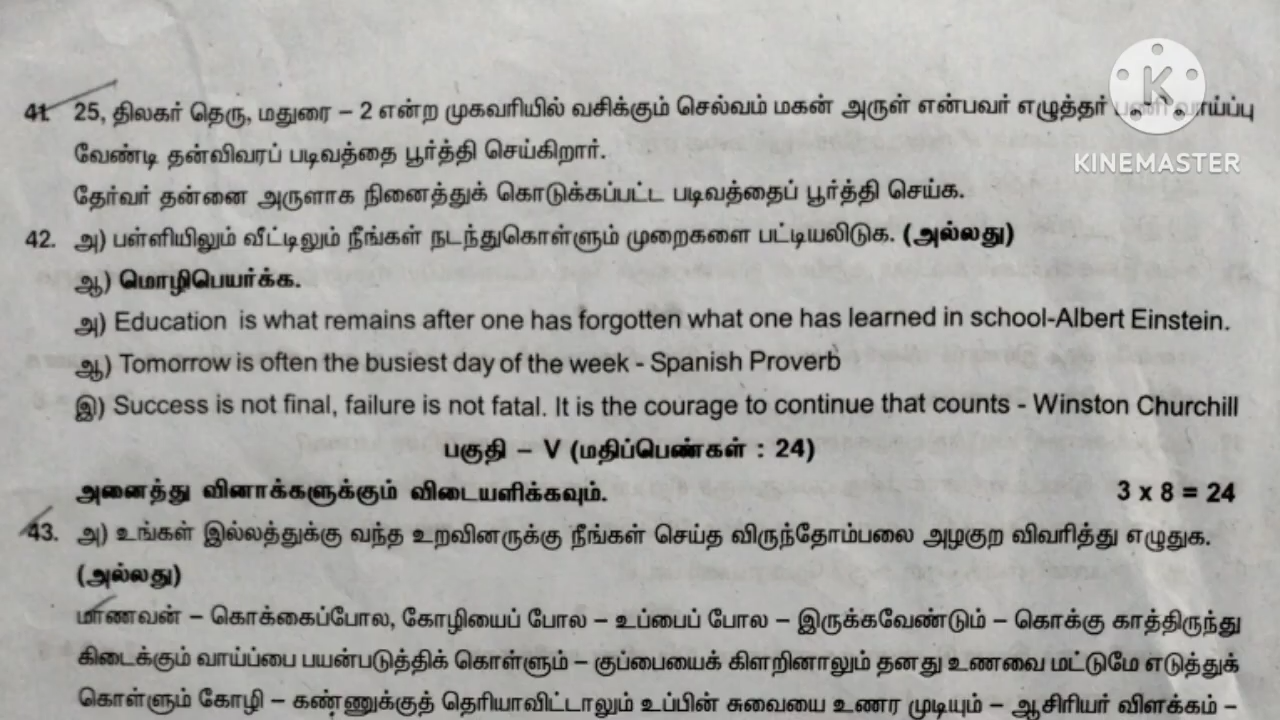 41. 25, திலகர் தெரு, மதுரை – 2 என்ற முகவரியில் வசிக்கும் செல்வம் மகன் அருள் என்பவர் எழுத்தர் பணி வாய்ப்பு
வேண்டி தன்விவரப் படிவத்தை பூர்த்தி செய்கிறார்.
KINEMASTER
தேர்வர் தன்னை அருளாக நினைத்துக் கொடுக்கப்பட்ட படிவத்தைப் பூர்த்தி செய்க.
42. அ) பள்ளியிலும் வீட்டிலும் நீங்கள் நடந்துகொள்ளும் முறைகளை பட்டியலிடுக. (அல்லது)
ஆ) மொழிபெயர்க்க.
அ) Education is what remains after one has forgotten what one has learned in school-Albert Einstein.
ஆ) Tomorrow is often the busiest day of the week - Spanish Proverb
இ) Success is not final, failure is not fatal. It is the courage to continue that counts - Winston Churchill
பகுதி – V (மதிப்பெண்கள் : 24)
அனைத்து வினாக்களுக்கும் விடையளிக்கவும். 3 x 8 = 24
43. அ) உங்கள் இல்லத்துக்கு வந்த உறவினருக்கு நீங்கள் செய்த விருந்தோம்பலை அழகுற விவரித்து எழுதுக.
(அல்லது)
மாணவன் – கொக்கைப்போல, கோழியைப் போல – உப்பைப் போல – இருக்கவேண்டும் – கொக்கு காத்திருந்து
கிடைக்கும் வாய்ப்பை பயன்படுத்திக் கொள்ளும் – குப்பையைக் கிளறினாலும் தனது உணவை மட்டுமே எடுத்துக்
கொள்ளும் கோழி – கண்ணுக்குத் தெரியாவிட்டாலும் உப்பின் சுவையை உணர முடியும் – ஆசிரியர் விளக்கம் –